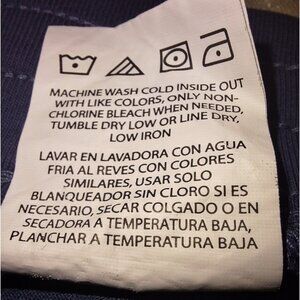 MACHINE WASH COLD INSIDE OUT
WITH LIKE COLORS, ONLY NON-
CHLORINE BLEACH WHEN NEEDED,
TUMBLE DRY LOW OR LINE DRY,
LOW IRON
LAVAR EN LAVADORA CON AGUA
FRIA AL REVES CON COLORES
SIMILARES, USAR SOLO
BLANQUEADOR SIN CLORO SI ES
NECESARIO, SECAR COLGADO O EN
SECADORA A TEMPERATURA BAJA,
PLANCHAR A TEMPERATURA BAJA